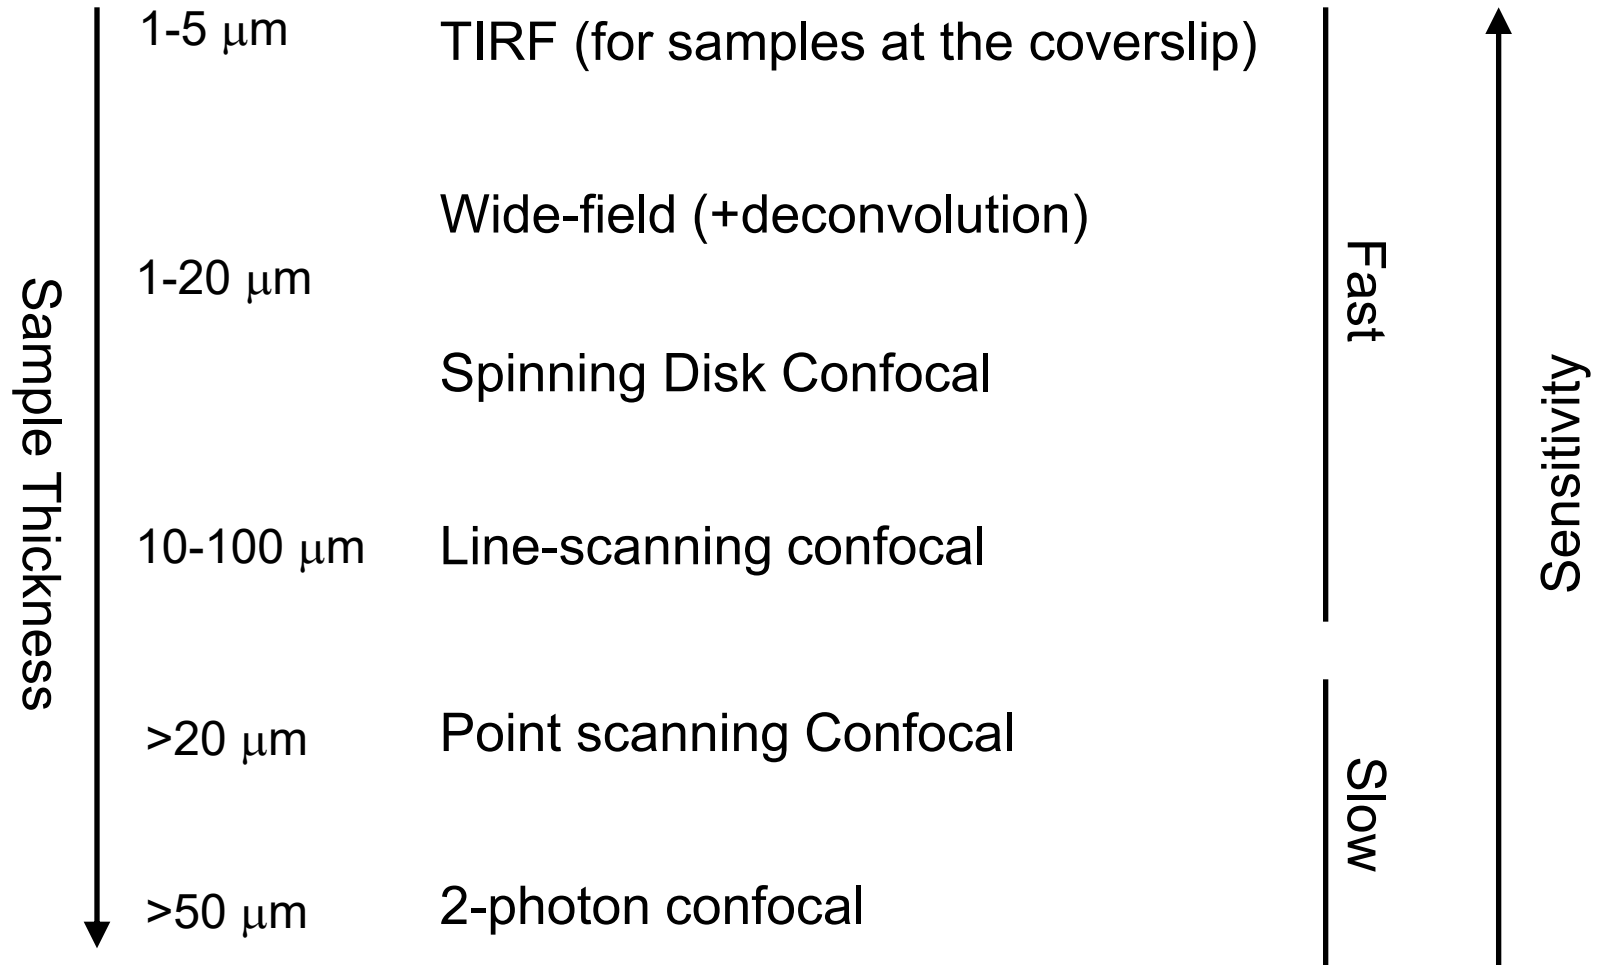 1-5 μm
TIRF (for samples at the coverslip)
Wide-field (+deconvolution)
1-20 μm
Spinning Disk Confocal
10-100 μm
Line-scanning confocal
>20 μm
Point scanning Confocal
>50 μm
2-photon confocal
Sample Thickness
Fast
Slow
Sensitivity